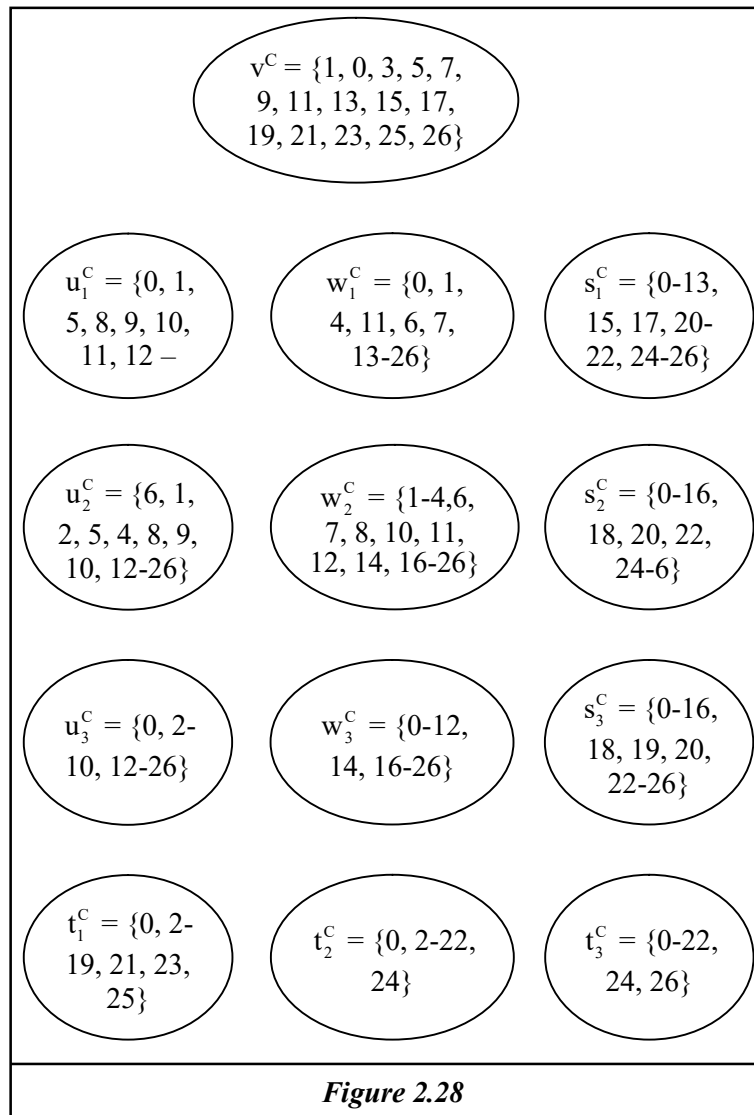 v^C = {1, 0, 3, 5, 7,
9, 11, 13, 15, 17,
19, 21, 23, 25, 26}
u_1^C = {0, 1,
5, 8, 9, 10,
11, 12 –
w_1^C = {0, 1,
4, 11, 6, 7,
13-26}
s_1^C = {0-13,
15, 17, 20-
22, 24-26}
u_2^C = {6, 1,
2, 5, 4, 8, 9,
10, 12-26}
w_2^C = {1-4,6,
7, 8, 10, 11,
12, 14, 16-26}
s_2^C = {0-16,
18, 20, 22,
24-6}
u_3^C = {0, 2-
10, 12-26}
w_3^C = {0-12,
14, 16-26}
s_3^C = {0-16,
18, 19, 20,
22-26}
t_1^C = {0, 2-
19, 21, 23,
25}
t_2^C = {0, 2-22,
24}
t_3^C = {0-22,
24, 26}
Figure 2.28